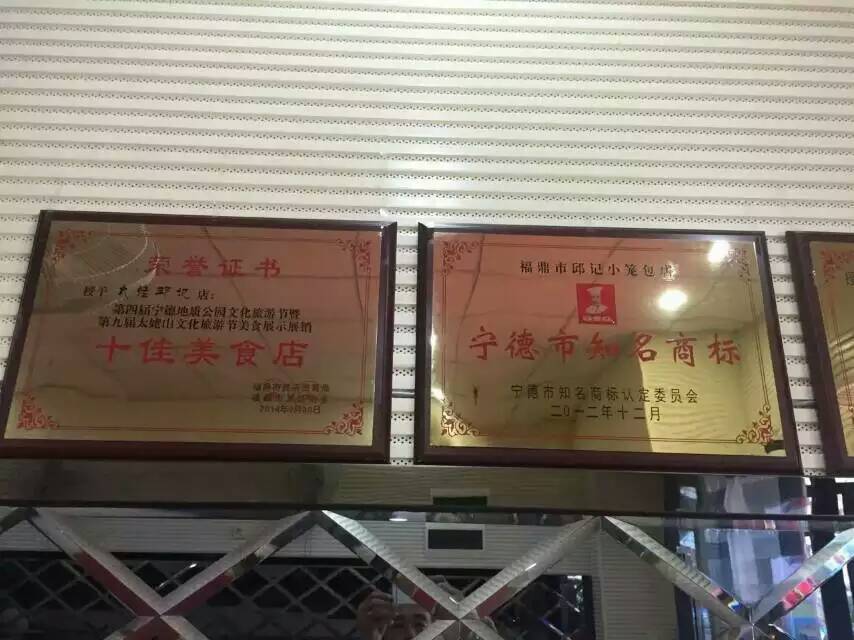 荣誉证书
授予 店:
第四届宁德地质公园文化旅游节暨
第九届太姥山文化旅游节美食展示展销
十佳美食店
福鼎市邱记小笼包店
宁德市知名商标
宁德市知名商标认定委员会
二〇一二年十二月